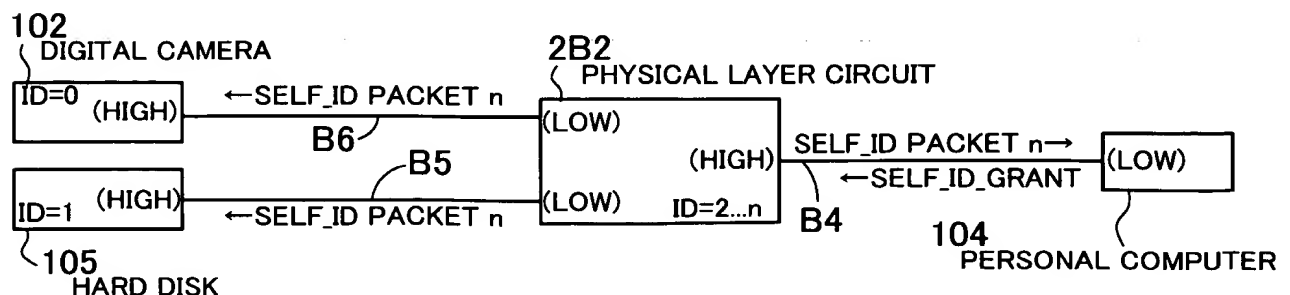 102
DIGITAL CAMERA
ID=0
(HIGH)
←SELF_ID PACKET n
B6
2B2
PHYSICAL LAYER CIRCUIT
(LOW)
(HIGH)
(LOW)
ID=2...n
B5
ID=1
(HIGH)
←SELF_ID PACKET n
105
HARD DISK
SELF_ID PACKET n→
←SELF_ID_GRANT
B4
(LOW)
104
PERSONAL COMPUTER